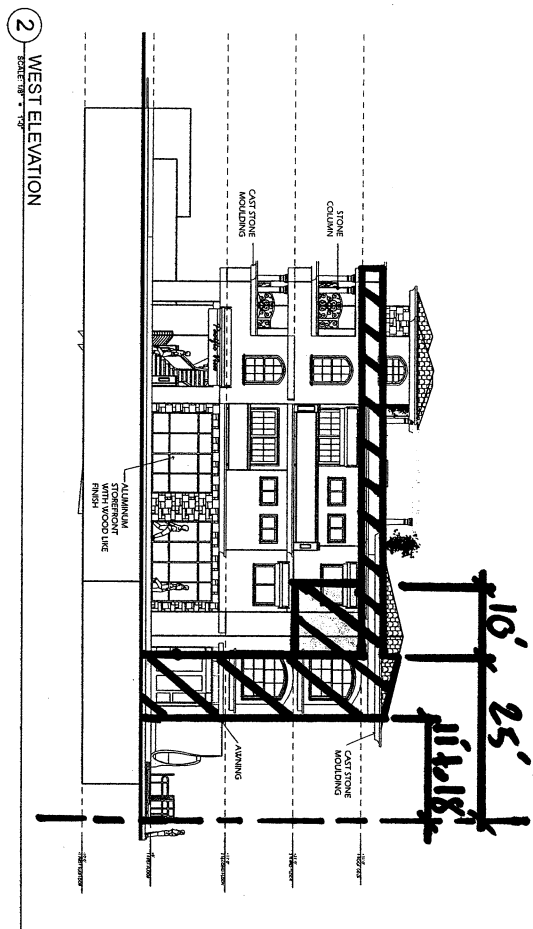 2
WEST ELEVATION
SCALE: 1/8" = 1'-0"
CAST STONE
MOULDING
STONE
COLUMN
ALUMINUM
STOREFRONT
WITH WOOD LIKE
FINISH
AWNING
CAST STONE
MOULDING
10'
25'
11' to 18'